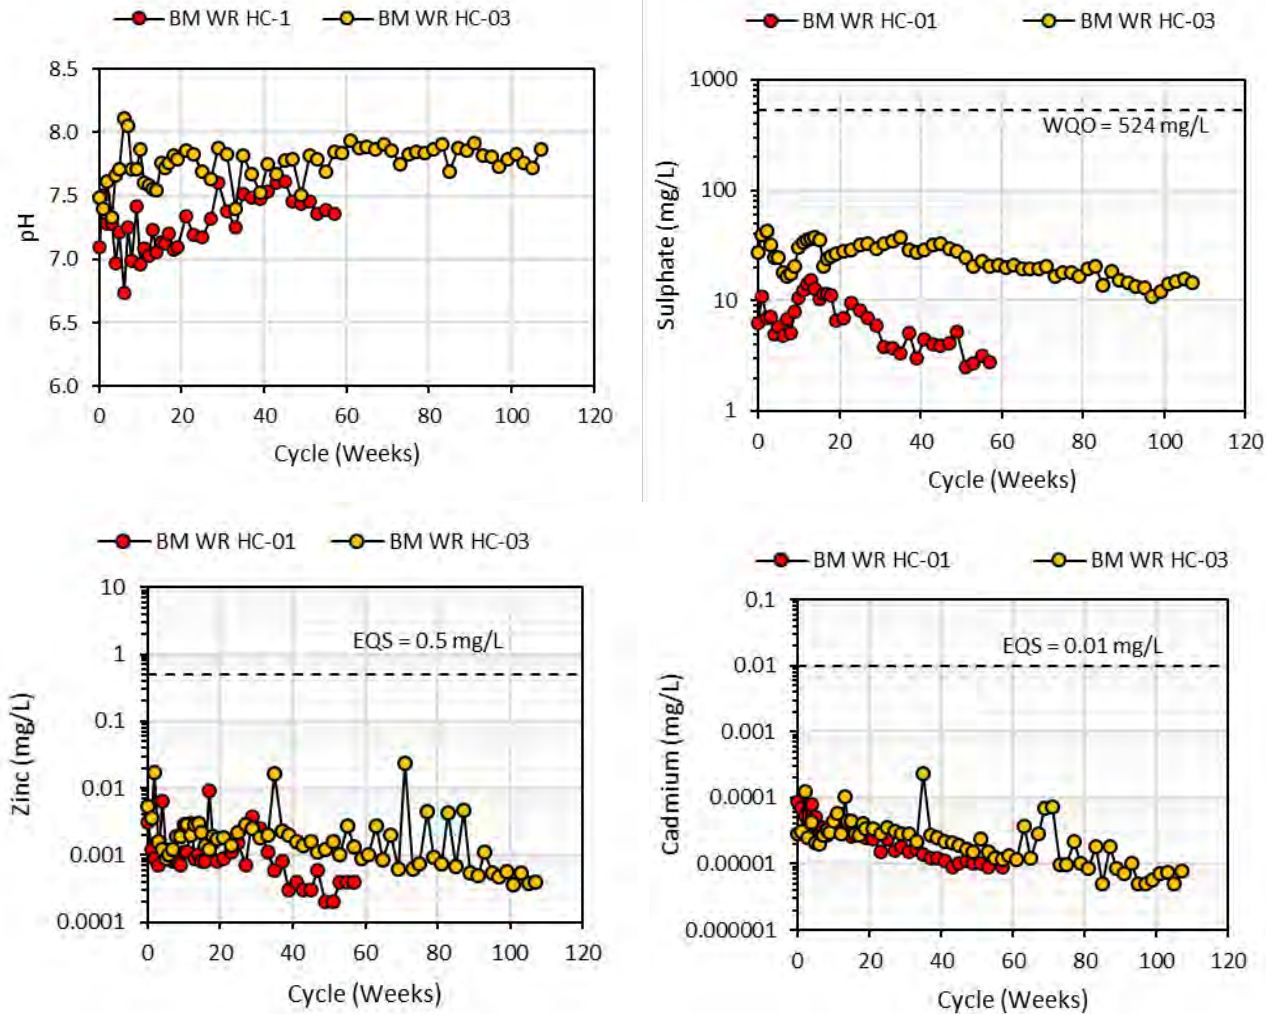 BM WR HC-1 BM WR HC-03
8.5
8.0
7.5
7.0
6.5
6.0
pH
0 20 40 60 80 100 120
Cycle (Weeks)
BM WR HC-01 BM WR HC-03
1000
100
10
1
WQO = 524 mg/L
Sulphate (mg/L)
0 20 40 60 80 100 120
Cycle (Weeks)
BM WR HC-01 BM WR HC-03
10
1
0.1
0.01
0.001
0.0001
EQS = 0.5 mg/L
Zinc (mg/L)
0 20 40 60 80 100 120
Cycle (Weeks)
BM WR HC-01 BM WR HC-03
0.1
0.01
0.001
0.0001
0.00001
0.000001
EQS = 0.01 mg/L
Cadmium (mg/L)
0 20 40 60 80 100 120
Cycle (Weeks)